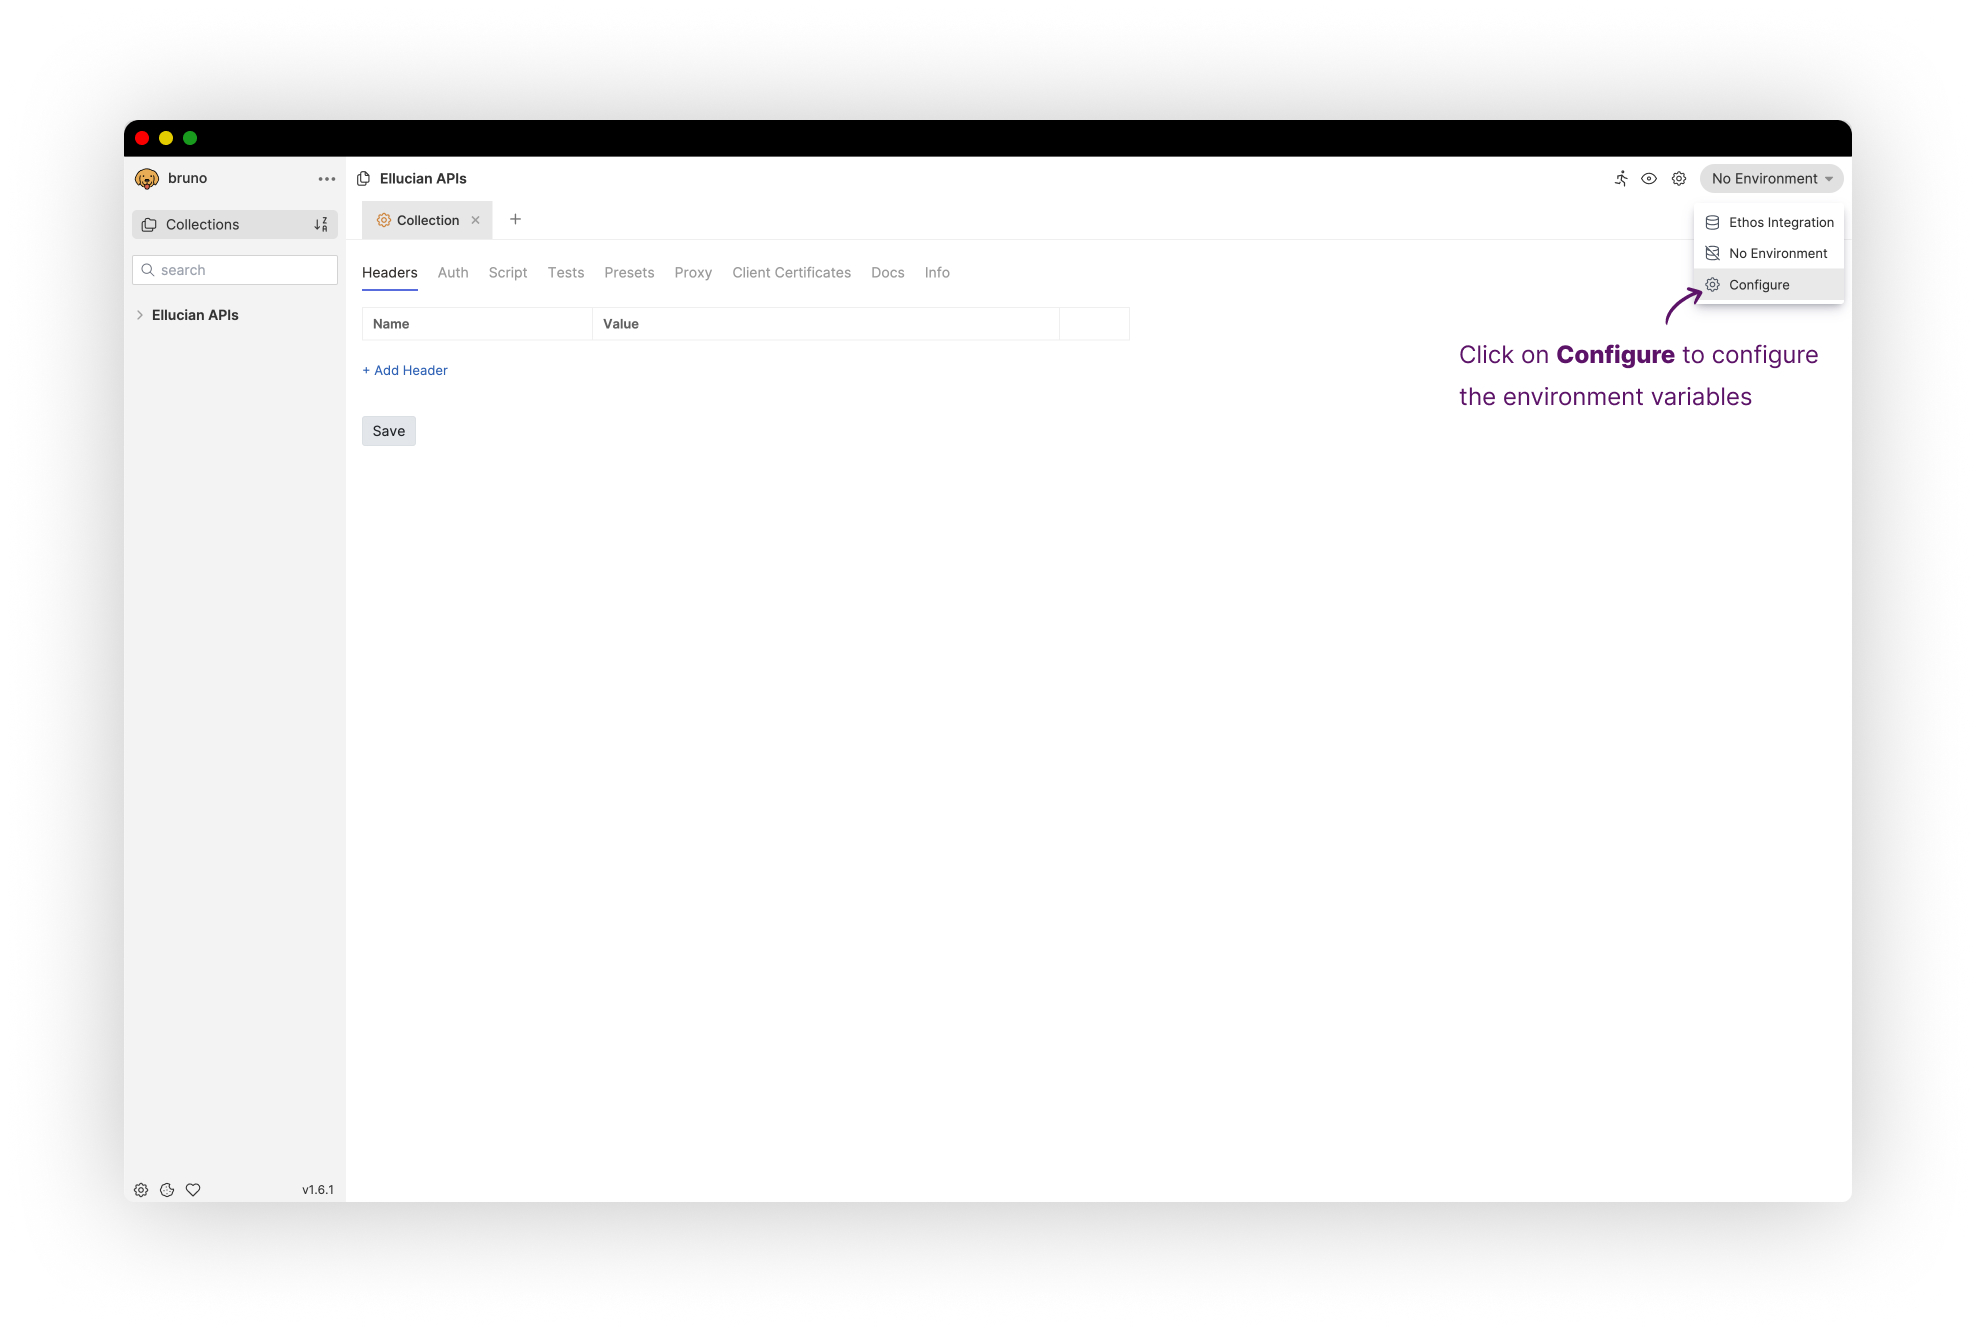 bruno
Ellucian APIs
No Environment
Collections
Collection
Ethos Integration
No Environment
Configure
search
Headers Auth Script Tests Presets Proxy Client Certificates Docs Info
Ellucian APIs
Name Value
+ Add Header
Save
Click on Configure to configure
the environment variables
v1.6.1